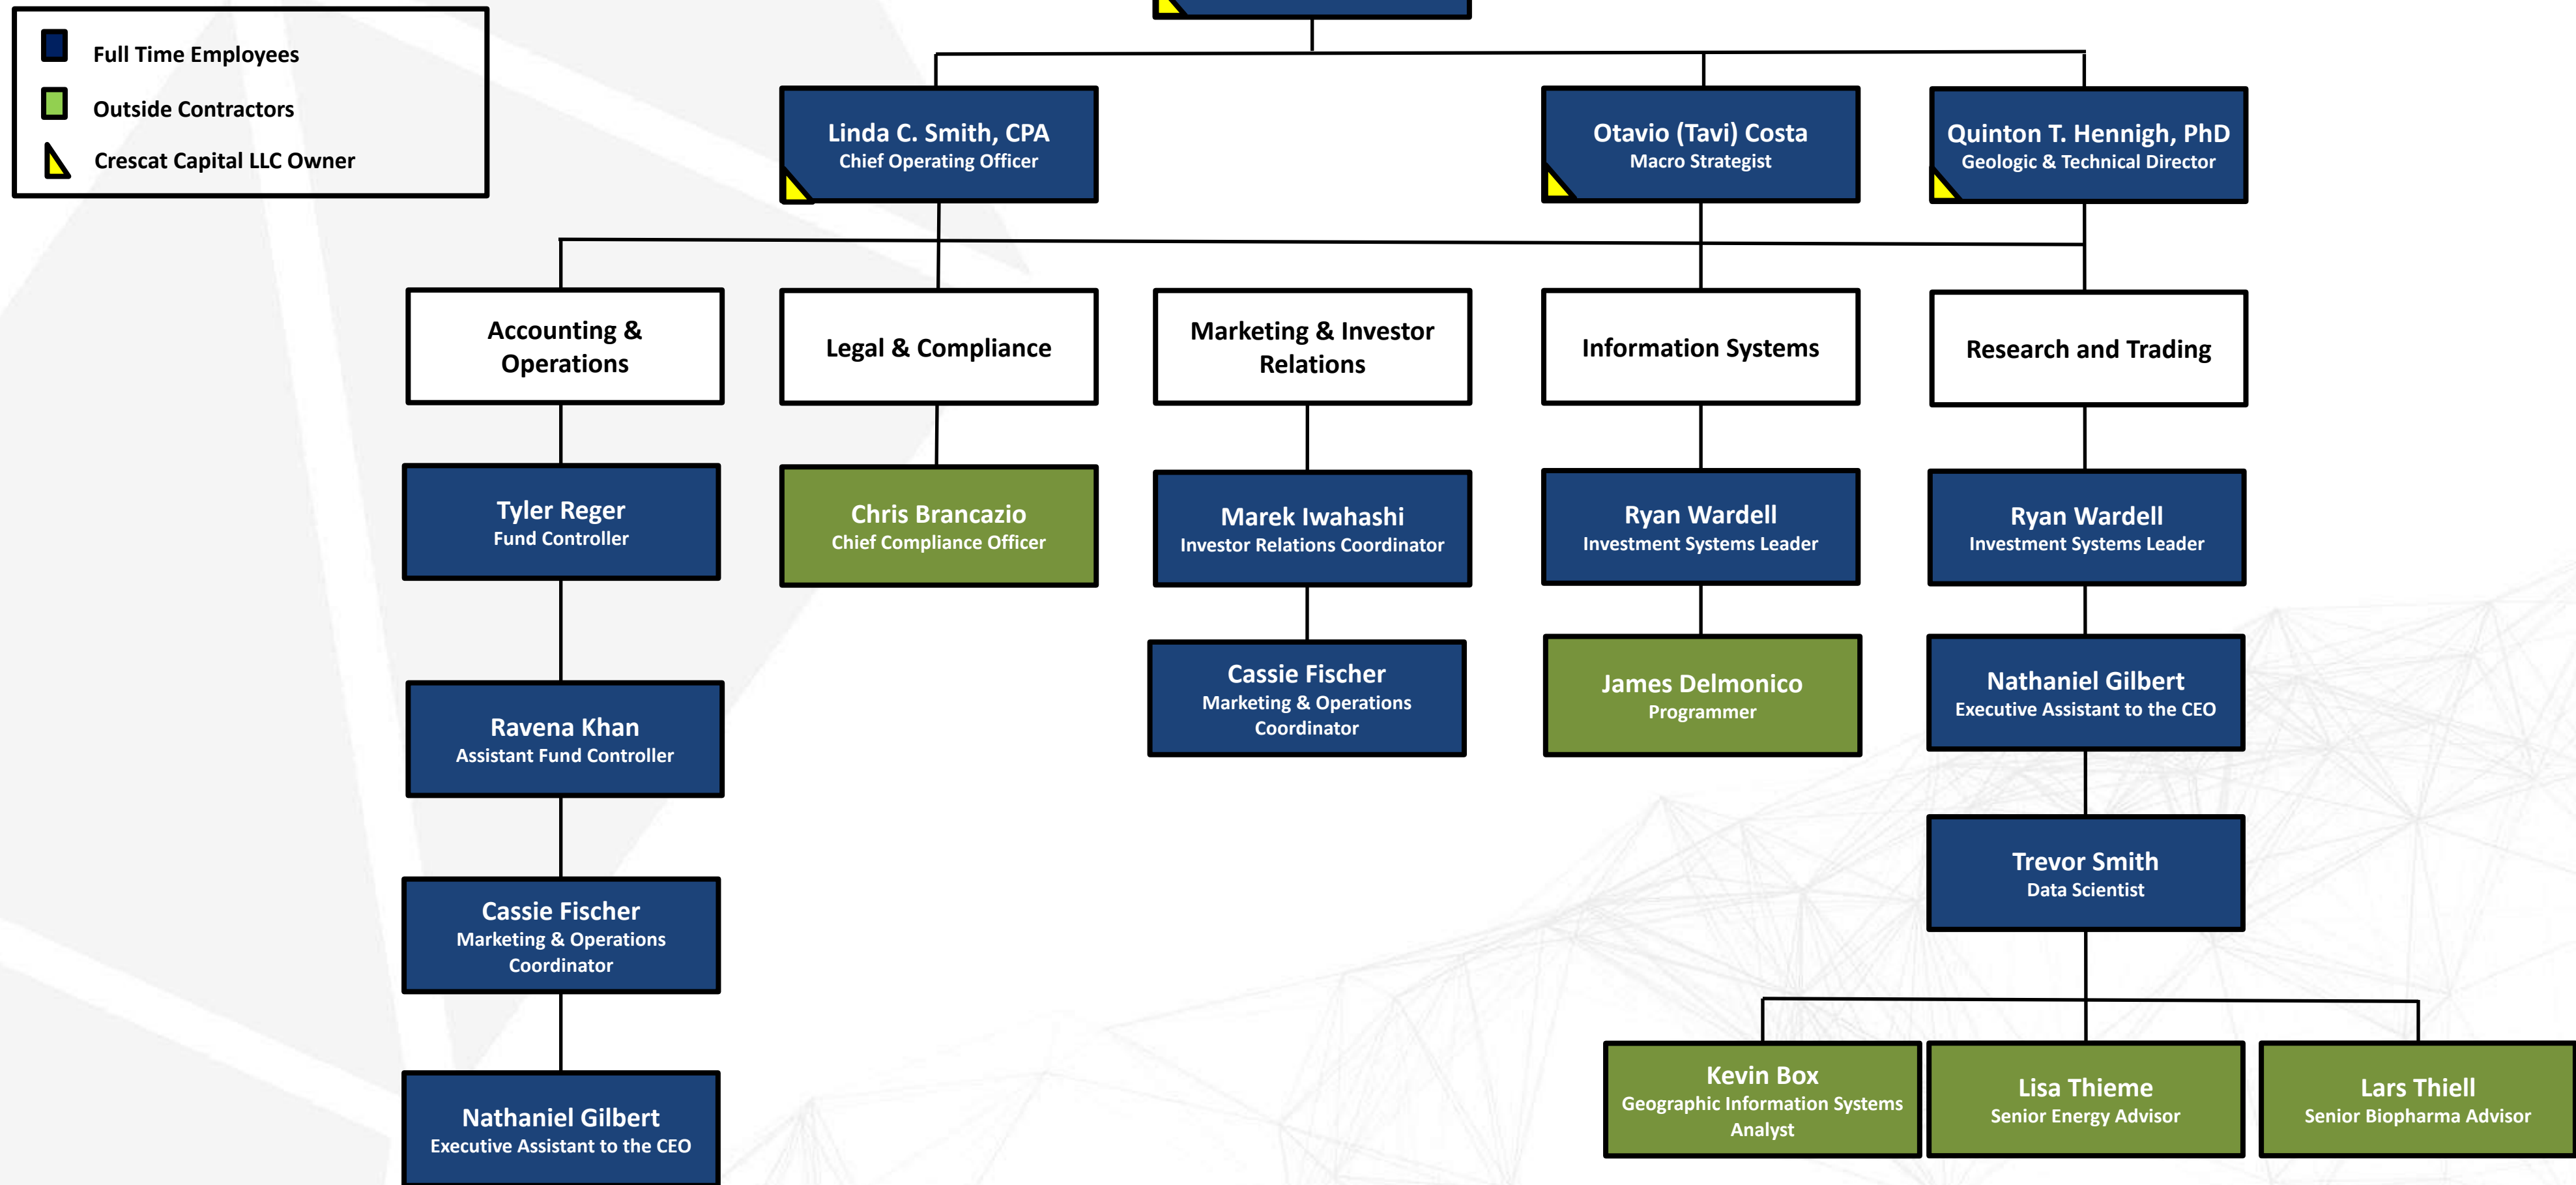 Full Time Employees
Outside Contractors
Crescat Capital LLC Owner
Linda C. Smith, CPA
Chief Operating Officer
Otavio (Tavi) Costa
Macro Strategist
Quinton T. Hennigh, PhD
Geologic & Technical Director
Accounting &
Operations
Legal & Compliance
Marketing & Investor
Relations
Information Systems
Research and Trading
Tyler Reger
Fund Controller
Chris Brancazio
Chief Compliance Officer
Marek Iwahashi
Investor Relations Coordinator
Ryan Wardell
Investment Systems Leader
Ryan Wardell
Investment Systems Leader
Ravena Khan
Assistant Fund Controller
Cassie Fischer
Marketing & Operations
Coordinator
James Delmonico
Programmer
Nathaniel Gilbert
Executive Assistant to the CEO
Cassie Fischer
Marketing & Operations
Coordinator
Trevor Smith
Data Scientist
Nathaniel Gilbert
Executive Assistant to the CEO
Kevin Box
Geographic Information Systems
Analyst
Lisa Thieme
Senior Energy Advisor
Lars Thiell
Senior Biopharma Advisor